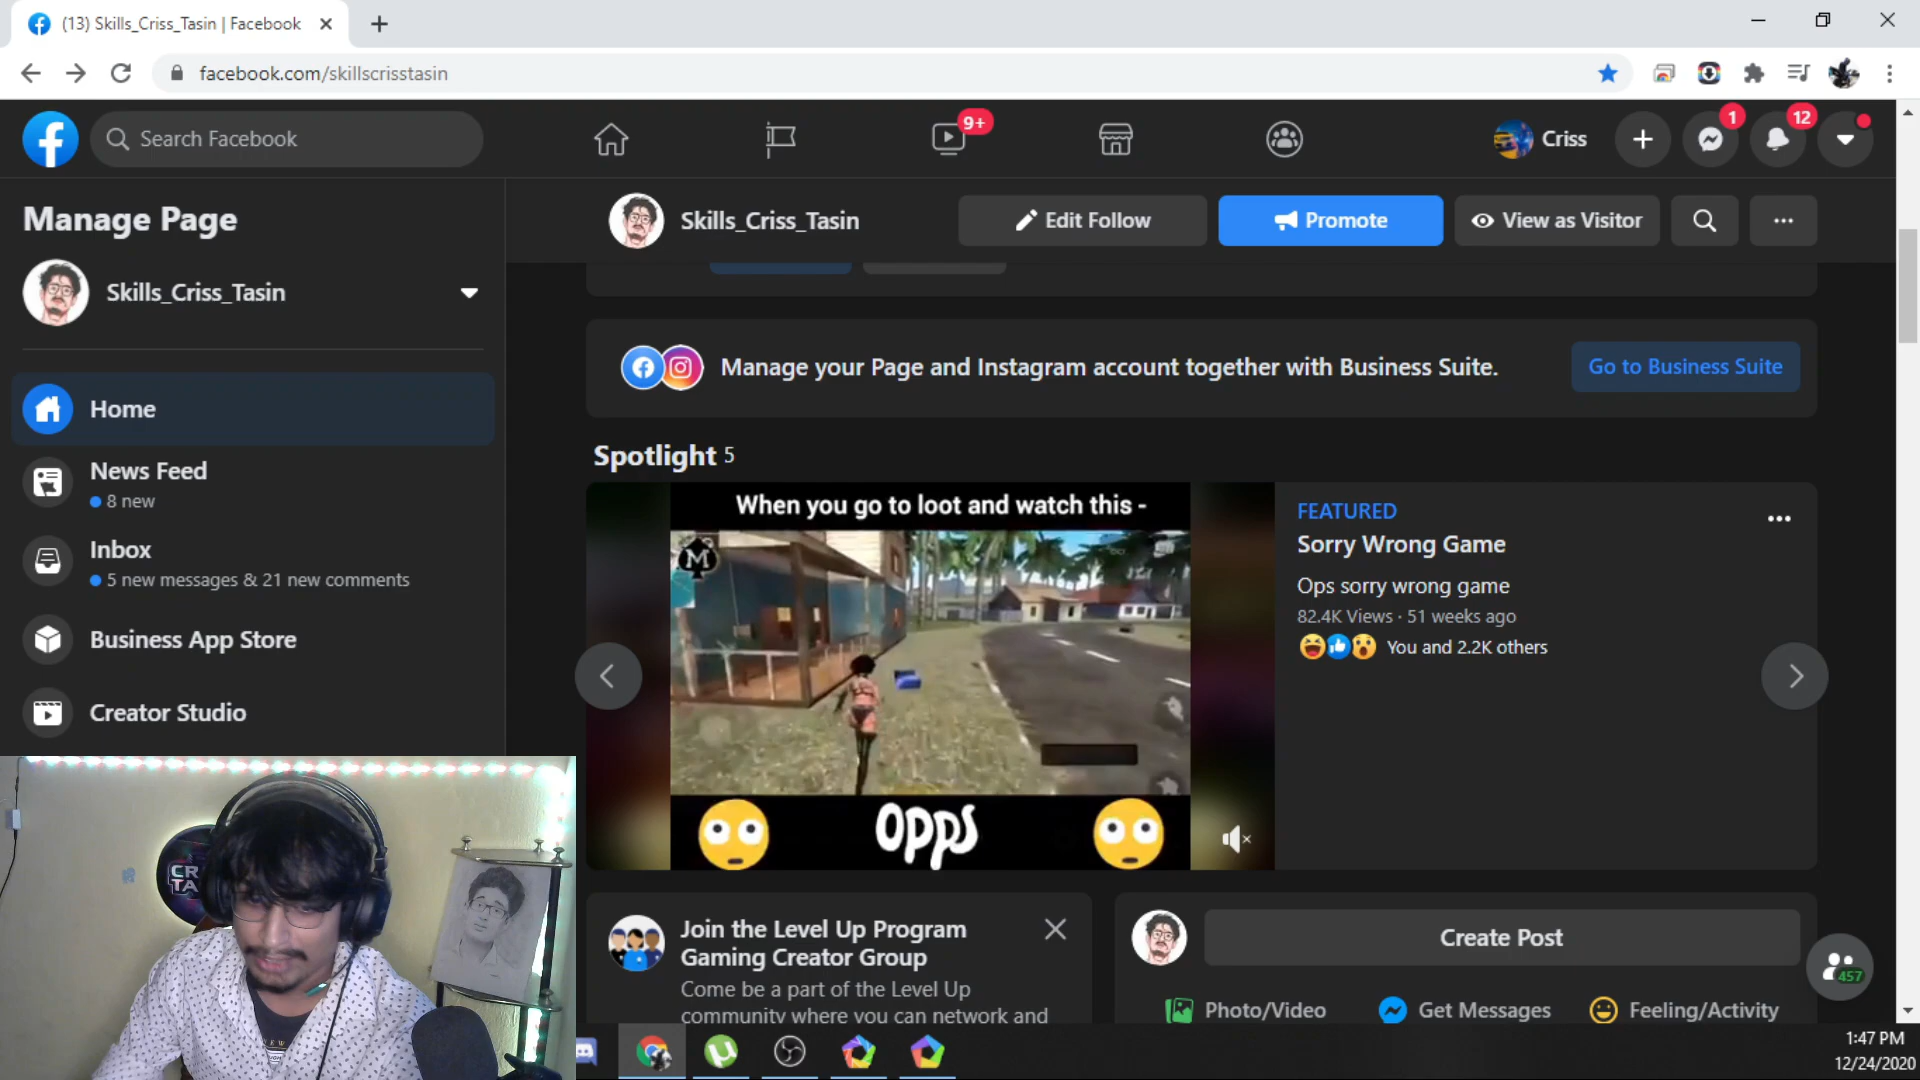 (13) Skills_Criss_Tasin | Facebook
facebook.com/skillscrisstasin
Search Facebook
9+
Criss
1
12
Manage Page
Skills_Criss_Tasin
Edit Follow
Promote
View as Visitor
Skills_Criss_Tasin
Manage your Page and Instagram account together with Business Suite.
Go to Business Suite
Home
News Feed
8 new
Inbox
5 new messages & 21 new comments
Business App Store
Creator Studio
Spotlight 5
When you go to loot and watch this -
M
OPPS
FEATURED
Sorry Wrong Game
Ops sorry wrong game
82.4K Views · 51 weeks ago
You and 2.2K others
Join the Level Up Program
Gaming Creator Group
Come be a part of the Level Up
community where you can network and
Create Post
Photo/Video
Get Messages
Feeling/Activity
457
CR
TA
1:47 PM
12/24/2020